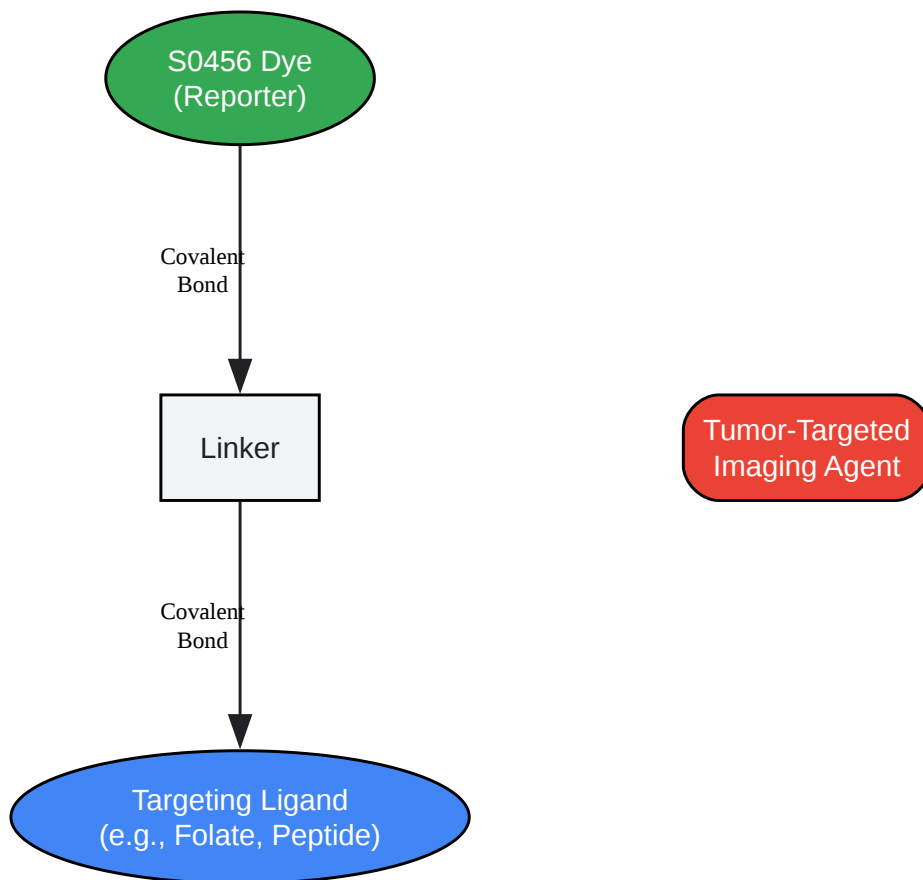 S0456 Dye
(Reporter)
Covalent
Bond
Linker
Tumor-Targeted
Imaging Agent
Covalent
Bond
Targeting Ligand
(e.g., Folate, Peptide)